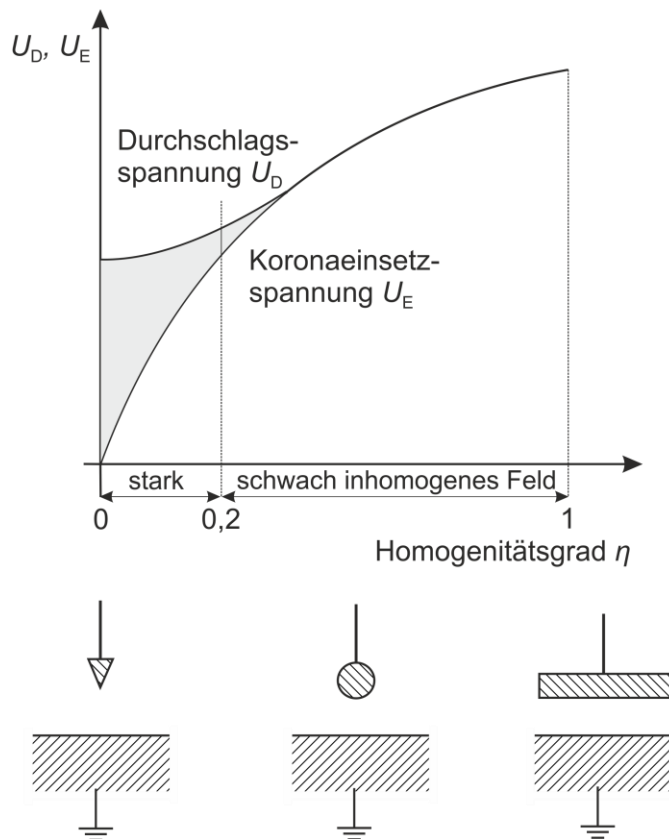 U_D, U_E
Durchschlags-
spannung U_D
Koronaeinsetz-
spannung U_E
stark
schwach inhomogenes Feld
0
0,2
1
Homogenitätsgrad η